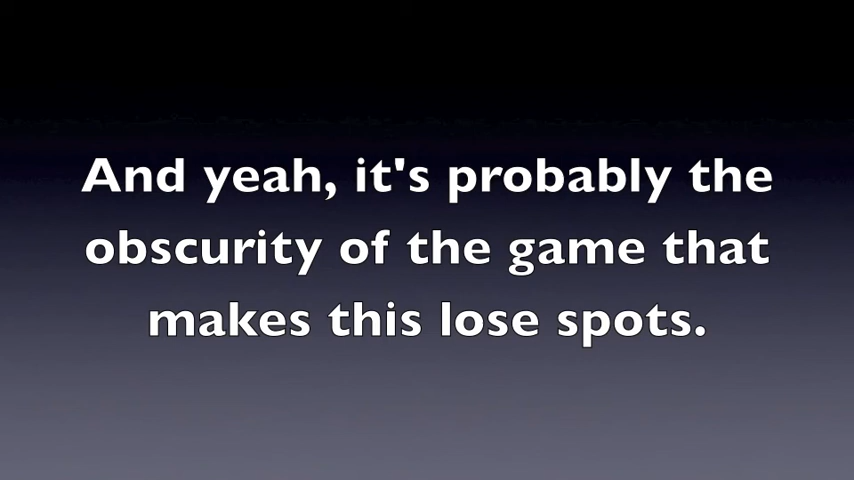 And yeah, it's probably the
obscurity of the game that
makes this lose spots.